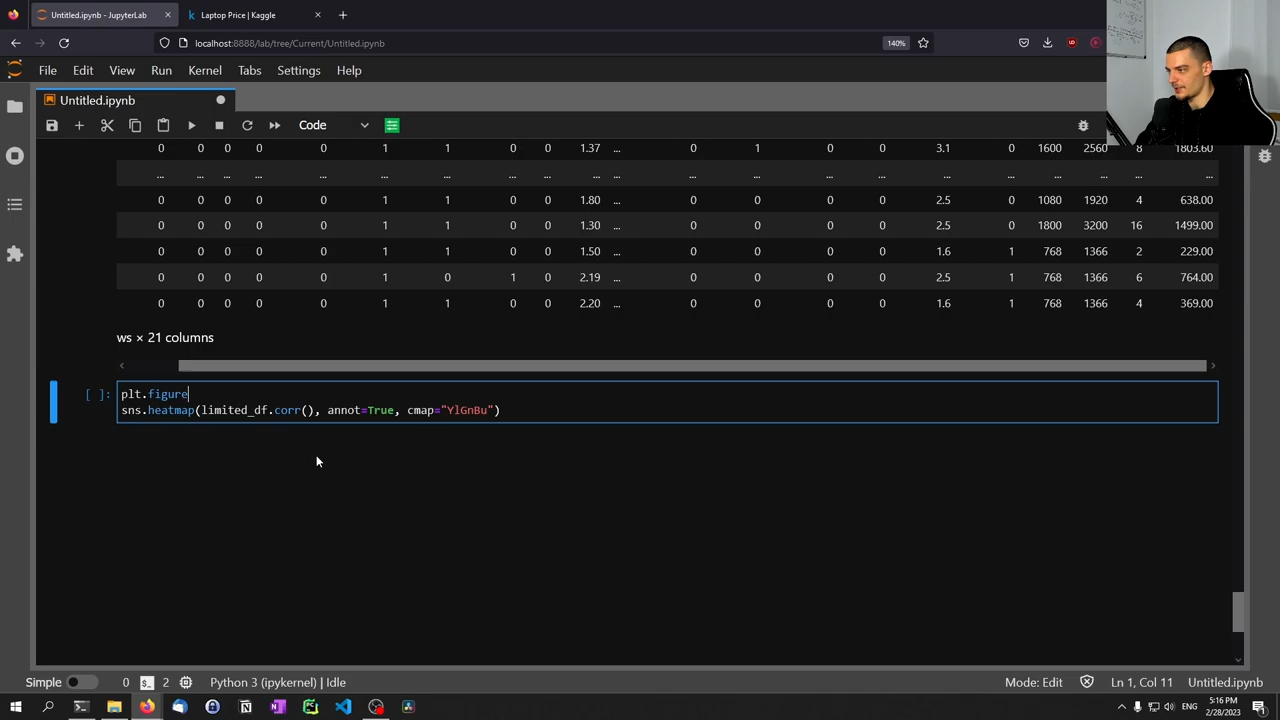 Untitled.ipynb - JupyterLab
Laptop Price | Kaggle
localhost:8888/lab/tree/Current/Untitled.ipynb
140%
File Edit View Run Kernel Tabs Settings Help
Untitled.ipynb
Code
0 0 0 0 1 1 0 0 1.37 ... 0 1 0 0 3.1 0 1600 2560 8 1803.60
... ... ... ... ... ... ... ... ... ... ... ... ... ... ... ... ... ... ... ...
0 0 0 0 1 1 0 0 1.80 ... 0 0 0 0 2.5 0 1080 1920 4 638.00
0 0 0 0 1 1 0 0 1.30 ... 0 0 0 0 2.5 0 1800 3200 16 1499.00
0 0 0 0 1 1 0 0 1.50 ... 0 0 0 0 1.6 1 768 1366 2 229.00
0 0 0 0 1 0 1 0 2.19 ... 0 0 0 0 2.5 1 768 1366 6 764.00
0 0 0 0 1 1 0 0 2.20 ... 0 0 0 0 1.6 1 768 1366 4 369.00
ws × 21 columns
[ ]: plt.figure
sns.heatmap(limited_df.corr(), annot=True, cmap="YlGnBu")
Simple 0 2 Python 3 (ipykernel) | Idle Mode: Edit Ln 1, Col 11 Untitled.ipynb
ENG 5:16 PM
2/28/2023